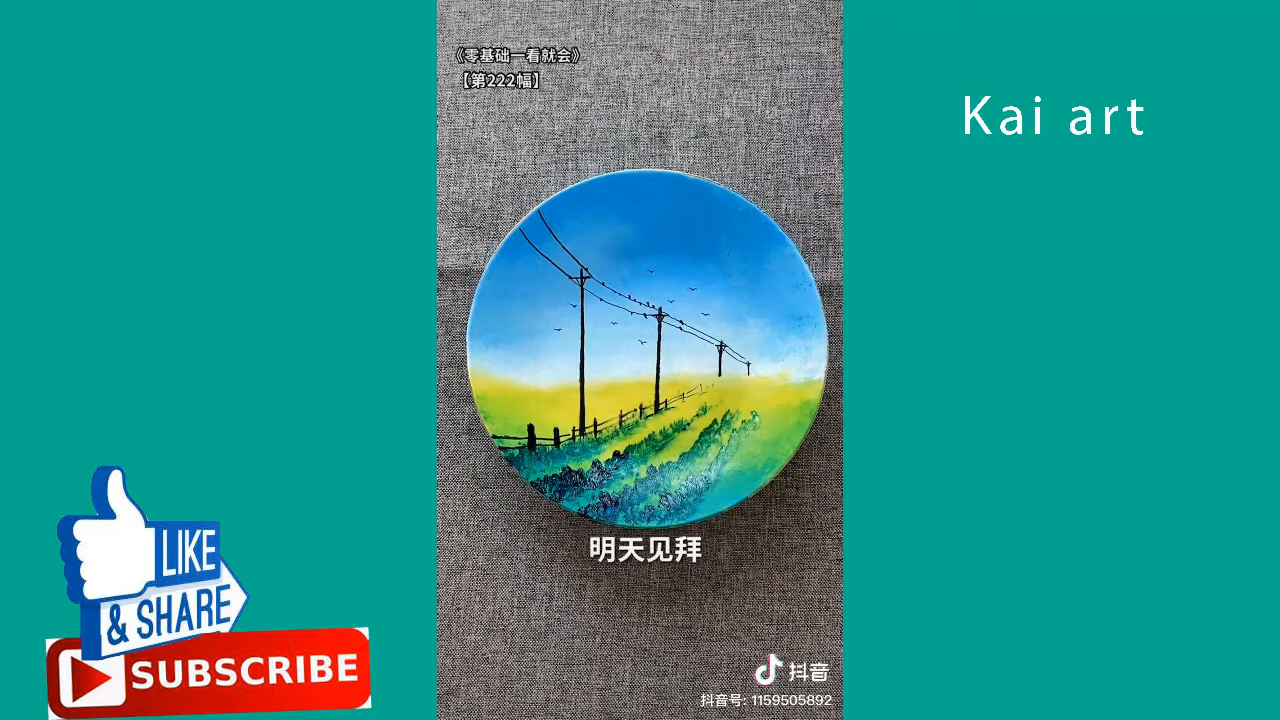 《零基础一看就会》
【第222幅】
Kai art
明天见拜
LIKE
& SHARE
SUBSCRIBE
抖音
抖音号: 1159505892